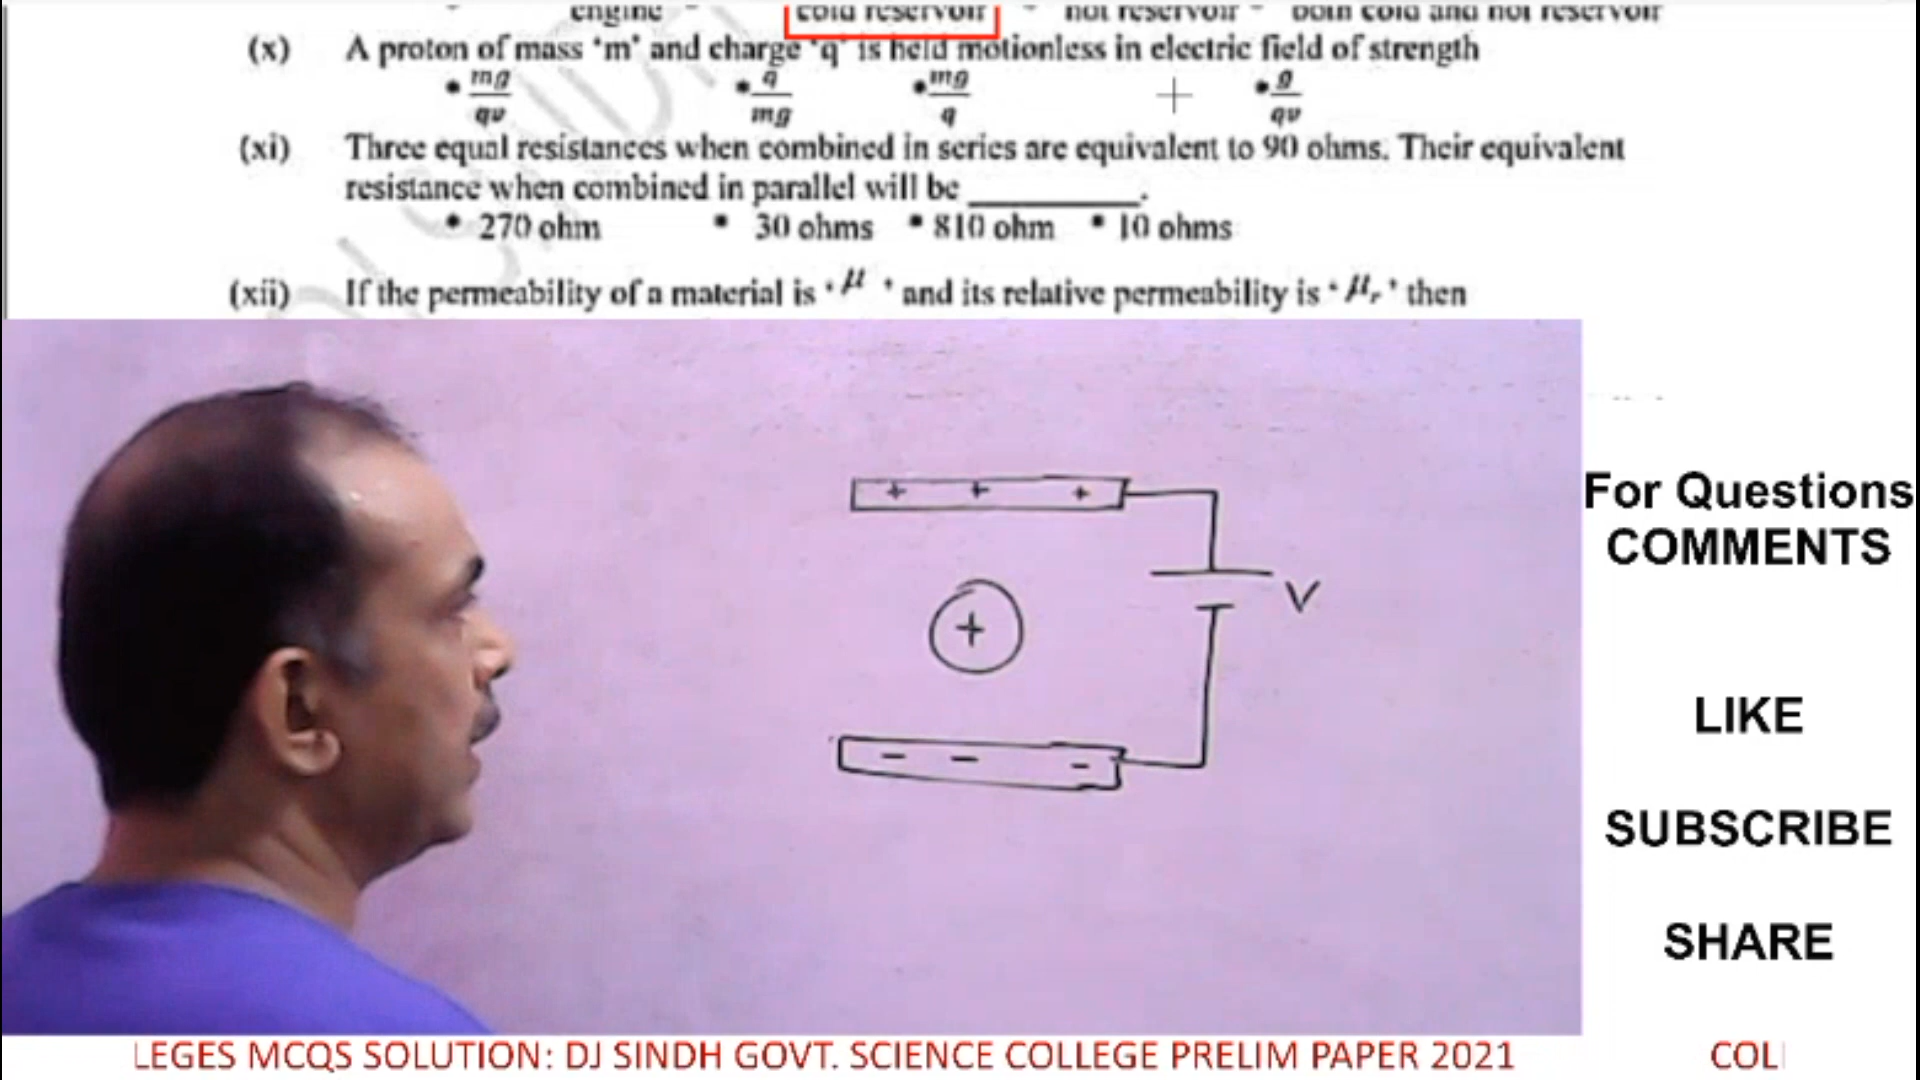 engine cold reservoir hot reservoir both cold and hot reservoir
(x) A proton of mass ‘m’ and charge ‘q’ is held motionless in electric field of strength
• mg/qv • q/mg • mg/q • g/qv
(xi) Three equal resistances when combined in series are equivalent to 90 ohms. Their equivalent
resistance when combined in parallel will be __________.
• 270 ohm • 30 ohms • 810 ohm • 10 ohms
(xii) If the permeability of a material is ‘μ’ and its relative permeability is ‘μr’ then
+ + +
V
+
- - -
For Questions
COMMENTS
LIKE
SUBSCRIBE
SHARE
LEGES MCQS SOLUTION: DJ SINDH GOVT. SCIENCE COLLEGE PRELIM PAPER 2021 COL